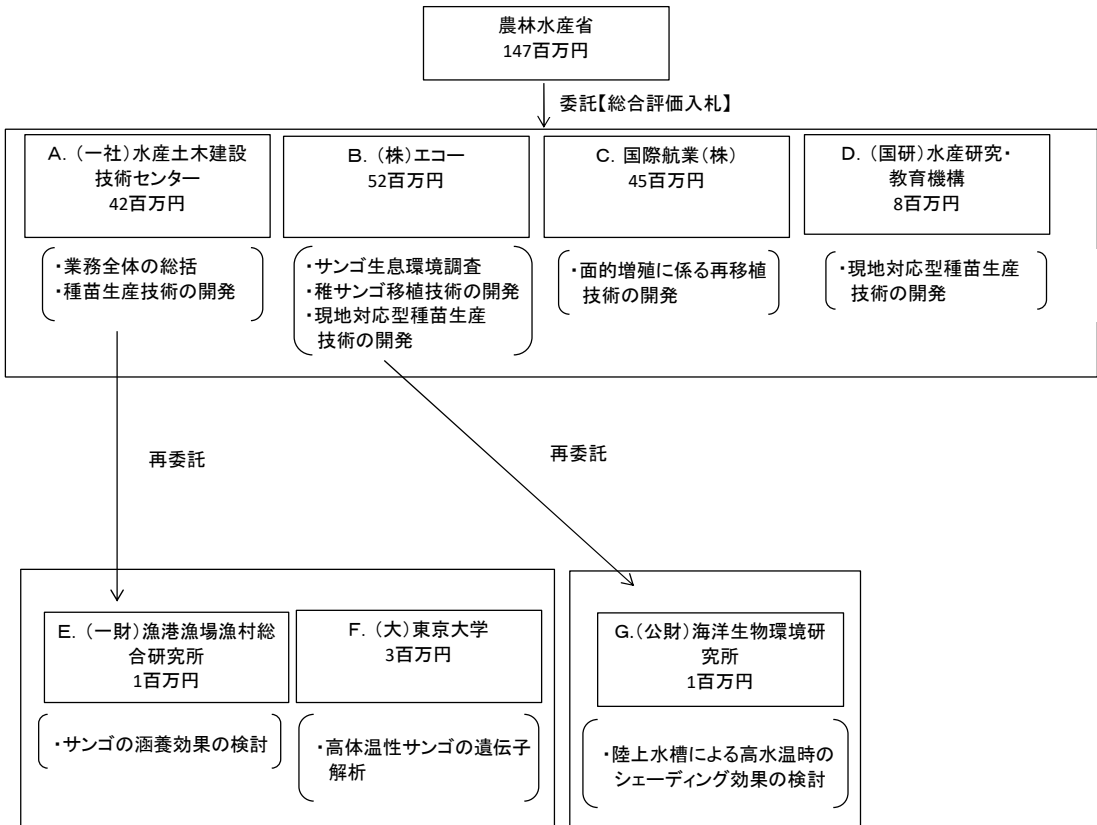 農林水産省
147百万円
委託【総合評価入札】
A．（一社）水産土木建設
技術センター
42百万円
B．（株）エコー
52百万円
C．国際航業（株）
45百万円
D．（国研）水産研究・
教育機構
8百万円
・業務全体の総括
・種苗生産技術の開発
・サンゴ生息環境調査
・稚サンゴ移植技術の開発
・現地対応型種苗生産
技術の開発
・面的増殖に係る再移植
技術の開発
・現地対応型種苗生産
技術の開発
再委託
再委託
E．（一財）漁港漁場漁村総
合研究所
1百万円
F．（大）東京大学
3百万円
G．（公財）海洋生物環境研
究所
1百万円
・サンゴの涵養効果の検討
・高体温性サンゴの遺伝子
解析
・陸上水槽による高水温時の
シェーディング効果の検討